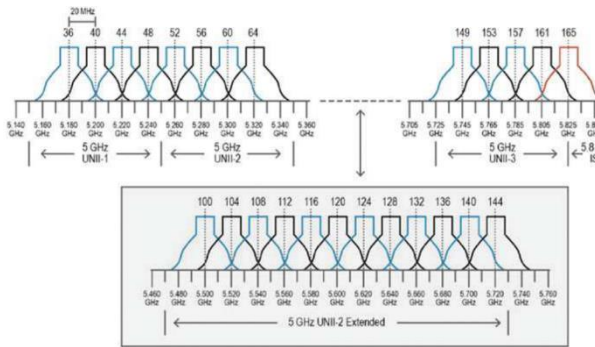 20 MHz
36 40 44 48 52 56 60 64
149 153 157 161 165
5.140 GHz 5.160 GHz 5.180 GHz 5.200 GHz 5.220 GHz 5.240 GHz 5.260 GHz 5.280 GHz 5.300 GHz 5.320 GHz 5.340 GHz 5.360 GHz
5.705 GHz 5.725 GHz 5.745 GHz 5.765 GHz 5.785 GHz 5.805 GHz 5.825 GHz
5 GHz UNII-1
5 GHz UNII-2
5 GHz UNII-3
5.8
100 104 108 112 116 120 124 128 132 136 140 144
5.460 GHz 5.480 GHz 5.500 GHz 5.520 GHz 5.540 GHz 5.560 GHz 5.580 GHz 5.600 GHz 5.620 GHz 5.640 GHz 5.660 GHz 5.680 GHz 5.700 GHz 5.720 GHz 5.740 GHz 5.760 GHz
5 GHz UNII-2 Extended